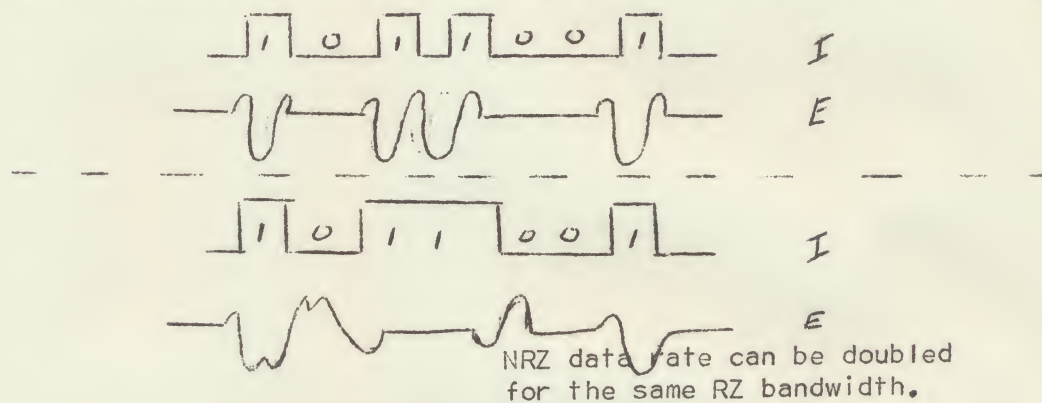 1 0 1 1 0 0 1 I
E
1 0 1 1 0 0 1 I
E
NRZ data rate can be doubled
for the same RZ bandwidth.